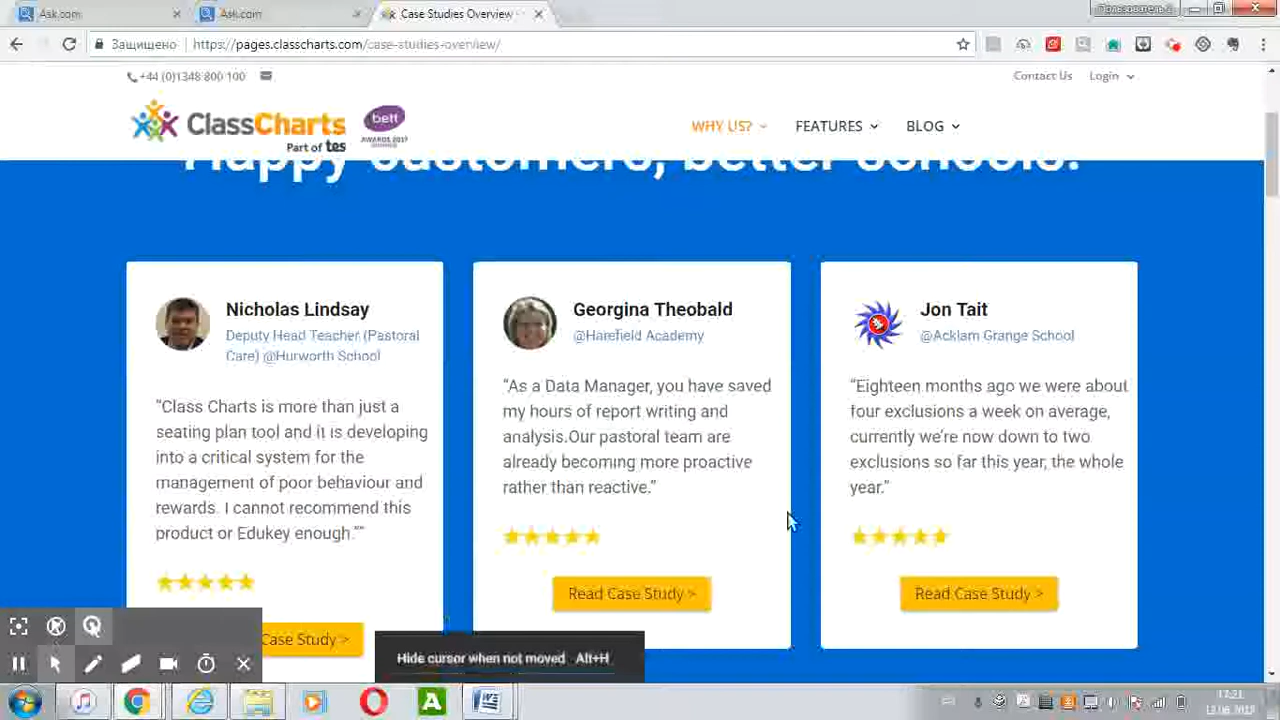 Ask.com
Ask.com
Case Studies Overview
Защищено
https://pages.classcharts.com/case-studies-overview/
+44 (0)1348 800 100
Contact Us
Login
ClassCharts
Part of tes
bett
AWARDS 2017
WHY US?
FEATURES
BLOG
Happy customers, better schools.
Nicholas Lindsay
Deputy Head Teacher (Pastoral
Care) @Hurworth School
“Class Charts is more than just a
seating plan tool and it is developing
into a critical system for the
management of poor behaviour and
rewards. I cannot recommend this
product or Edukey enough.””
Case Study >
Georgina Theobald
@Harefield Academy
“As a Data Manager, you have saved
my hours of report writing and
analysis.Our pastoral team are
already becoming more proactive
rather than reactive.”
Read Case Study >
Jon Tait
@Acklam Grange School
“Eighteen months ago we were about
four exclusions a week on average,
currently we’re now down to two
exclusions so far this year, the whole
year.”
Read Case Study >
Hide cursor when not moved Alt+H